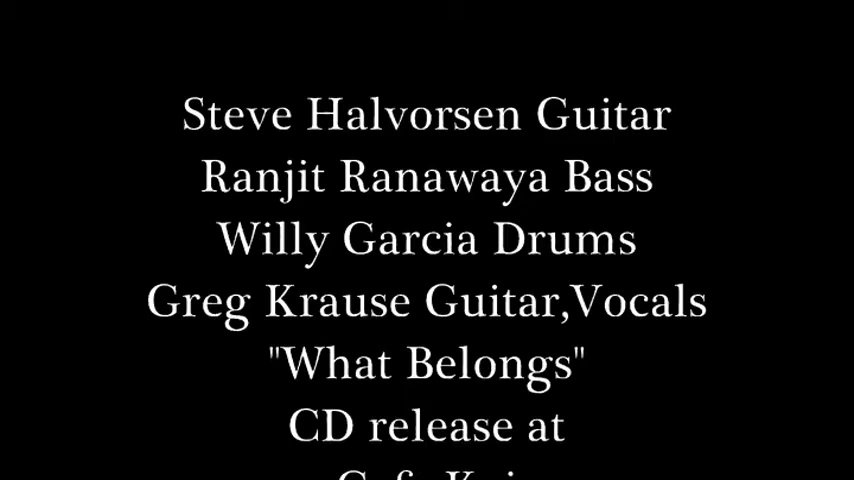 Steve Halvorsen Guitar
Ranjit Ranawaya Bass
Willy Garcia Drums
Greg Krause Guitar,Vocals
"What Belongs"
CD release at